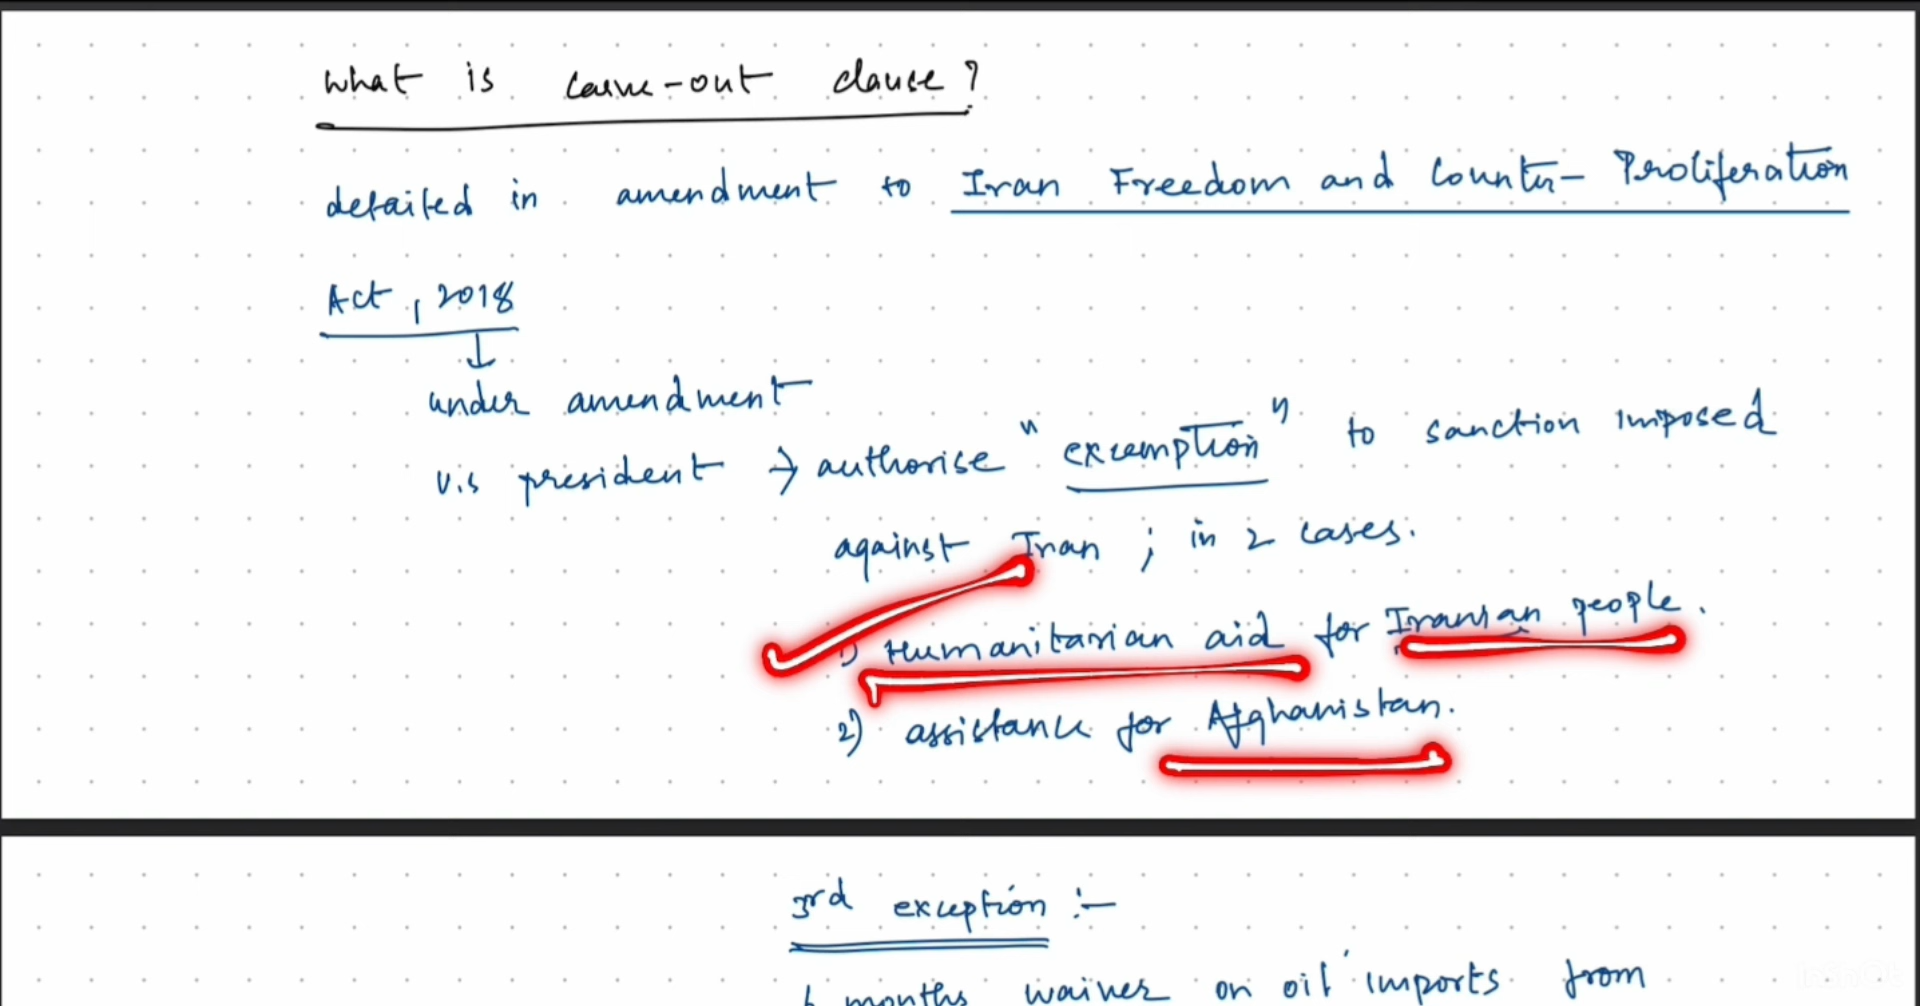 What is carve-out clause?
detailed in amendment to Iran Freedom and Counter-Proliferation
Act, 2018
under amendment
U.S president → authorise "excemption" to sanction imposed
against Iran ; in 2 cases.
1) Humanitarian aid for Iranian people.
2) assistance for Afghanistan.
3rd exception :-
months waiver on oil imports from